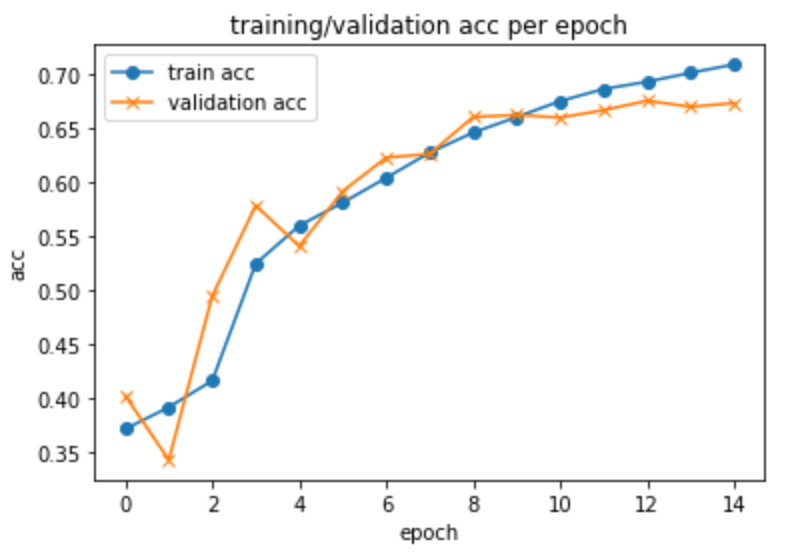 training/validation acc per epoch
train acc
validation acc
0.70
0.65
0.60
0.55
0.50
0.45
0.40
0.35
acc
0 2 4 6 8 10 12 14
epoch